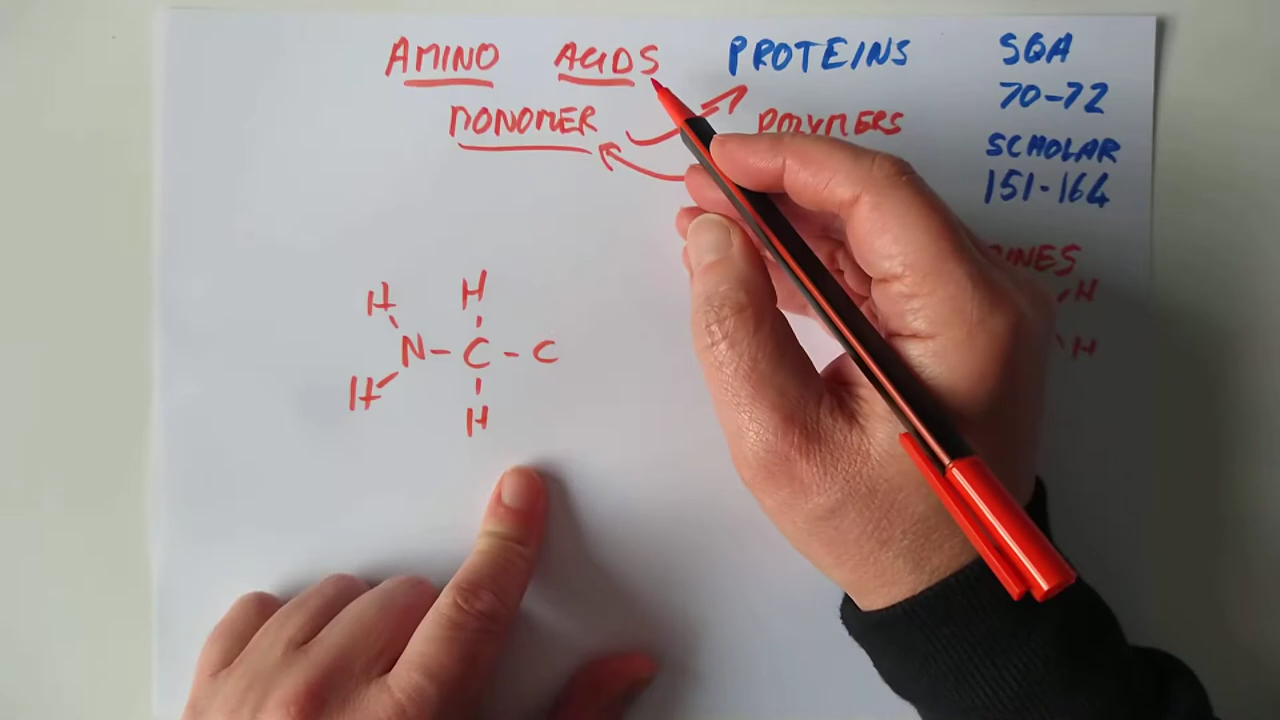 AMINO ACIDS PROTEINS
MONOMER POLYMERS
SQA
70-72
SCHOLAR
151-164
H H
N-C-C
H H
H
H